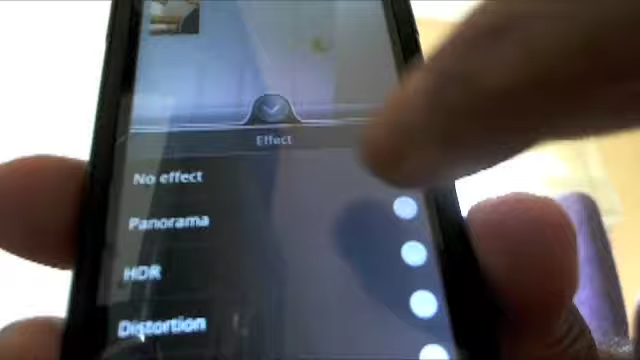 Effect
No effect
Panorama
HDR
Distortion